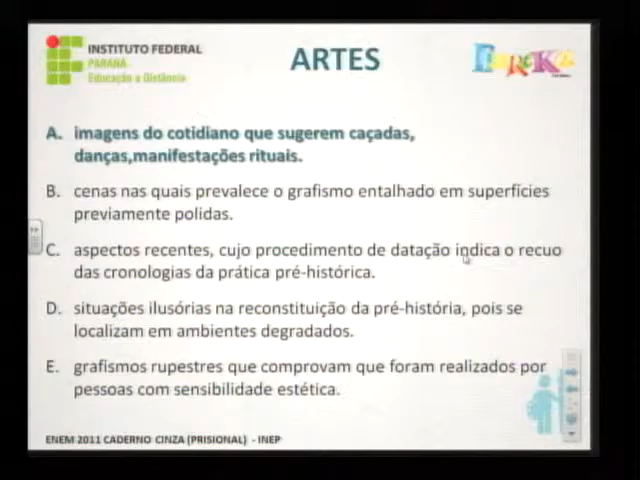 INSTITUTO FEDERAL
PARANÁ
Educação a Distância
ARTES
EUREKA
A. imagens do cotidiano que sugerem caçadas,
danças,manifestações rituais.
B. cenas nas quais prevalece o grafismo entalhado em superfícies
previamente polidas.
C. aspectos recentes, cujo procedimento de datação indica o recuo
das cronologias da prática pré-histórica.
D. situações ilusórias na reconstituição da pré-história, pois se
localizam em ambientes degradados.
E. grafismos rupestres que comprovam que foram realizados por
pessoas com sensibilidade estética.
ENEM 2011 CADERNO CINZA (PRISIONAL) - INEP